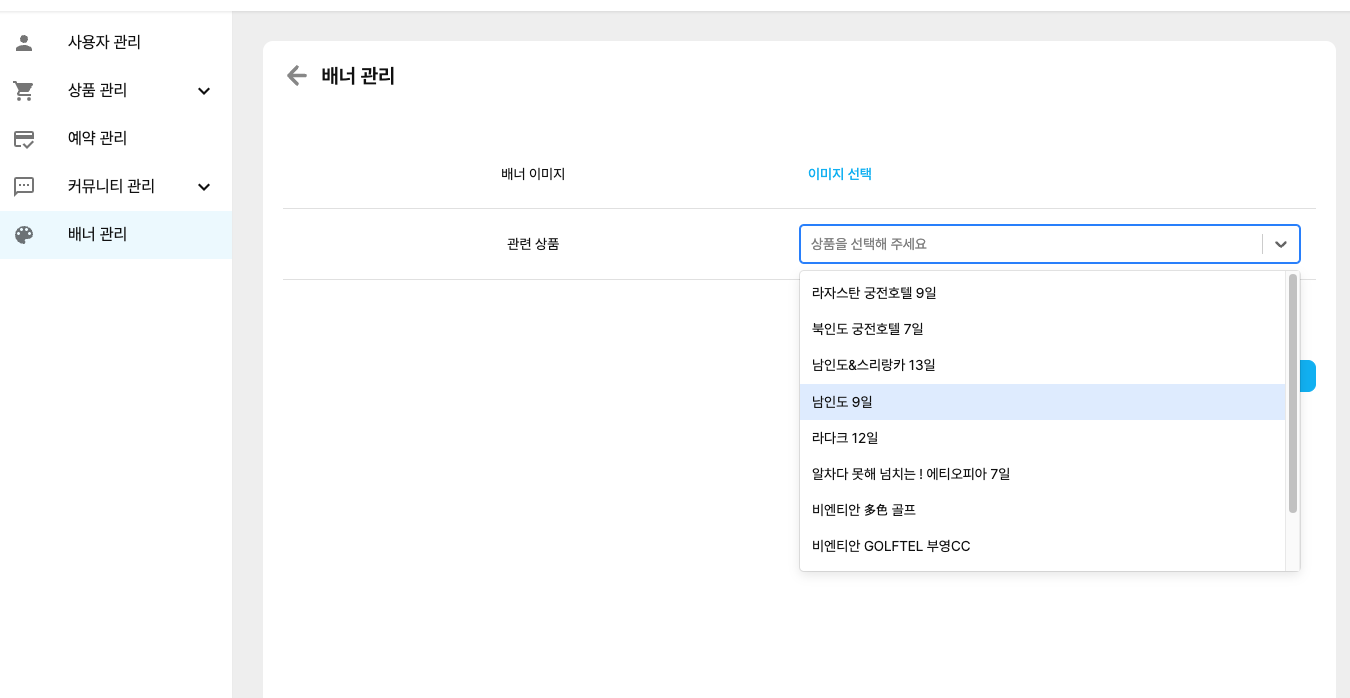 사용자 관리
상품 관리
예약 관리
커뮤니티 관리
배너 관리
배너 관리
배너 이미지
이미지 선택
관련 상품
상품을 선택해 주세요
라자스탄 궁전호텔 9일
북인도 궁전호텔 7일
남인도&스리랑카 13일
남인도 9일
라다크 12일
알차다 못해 넘치는 ! 에티오피아 7일
비엔티안 多色 골프
비엔티안 GOLFTEL 부영CC